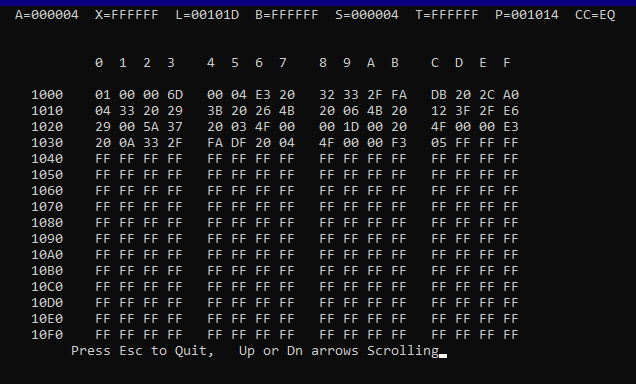 A=000004 X=FFFFFF L=00101D B=FFFFFF S=000004 T=FFFFFF P=001014 CC=EQ
0 1 2 3 4 5 6 7 8 9 A B C D E F
1000 01 00 00 6D 00 04 E3 20 32 33 2F FA DB 20 2C A0
1010 04 33 20 29 3B 20 26 4B 20 06 4B 20 12 3F 2F E6
1020 29 00 5A 37 20 03 4F 00 00 1D 00 20 4F 00 00 E3
1030 20 0A 33 2F FA DF 20 04 4F 00 00 F3 05 FF FF FF
1040 FF FF FF FF FF FF FF FF FF FF FF FF FF FF FF FF
1050 FF FF FF FF FF FF FF FF FF FF FF FF FF FF FF FF
1060 FF FF FF FF FF FF FF FF FF FF FF FF FF FF FF FF
1070 FF FF FF FF FF FF FF FF FF FF FF FF FF FF FF FF
1080 FF FF FF FF FF FF FF FF FF FF FF FF FF FF FF FF
1090 FF FF FF FF FF FF FF FF FF FF FF FF FF FF FF FF
10A0 FF FF FF FF FF FF FF FF FF FF FF FF FF FF FF FF
10B0 FF FF FF FF FF FF FF FF FF FF FF FF FF FF FF FF
10C0 FF FF FF FF FF FF FF FF FF FF FF FF FF FF FF FF
10D0 FF FF FF FF FF FF FF FF FF FF FF FF FF FF FF FF
10E0 FF FF FF FF FF FF FF FF FF FF FF FF FF FF FF FF
10F0 FF FF FF FF FF FF FF FF FF FF FF FF FF FF FF FF
Press Esc to Quit, Up or Dn arrows Scrolling